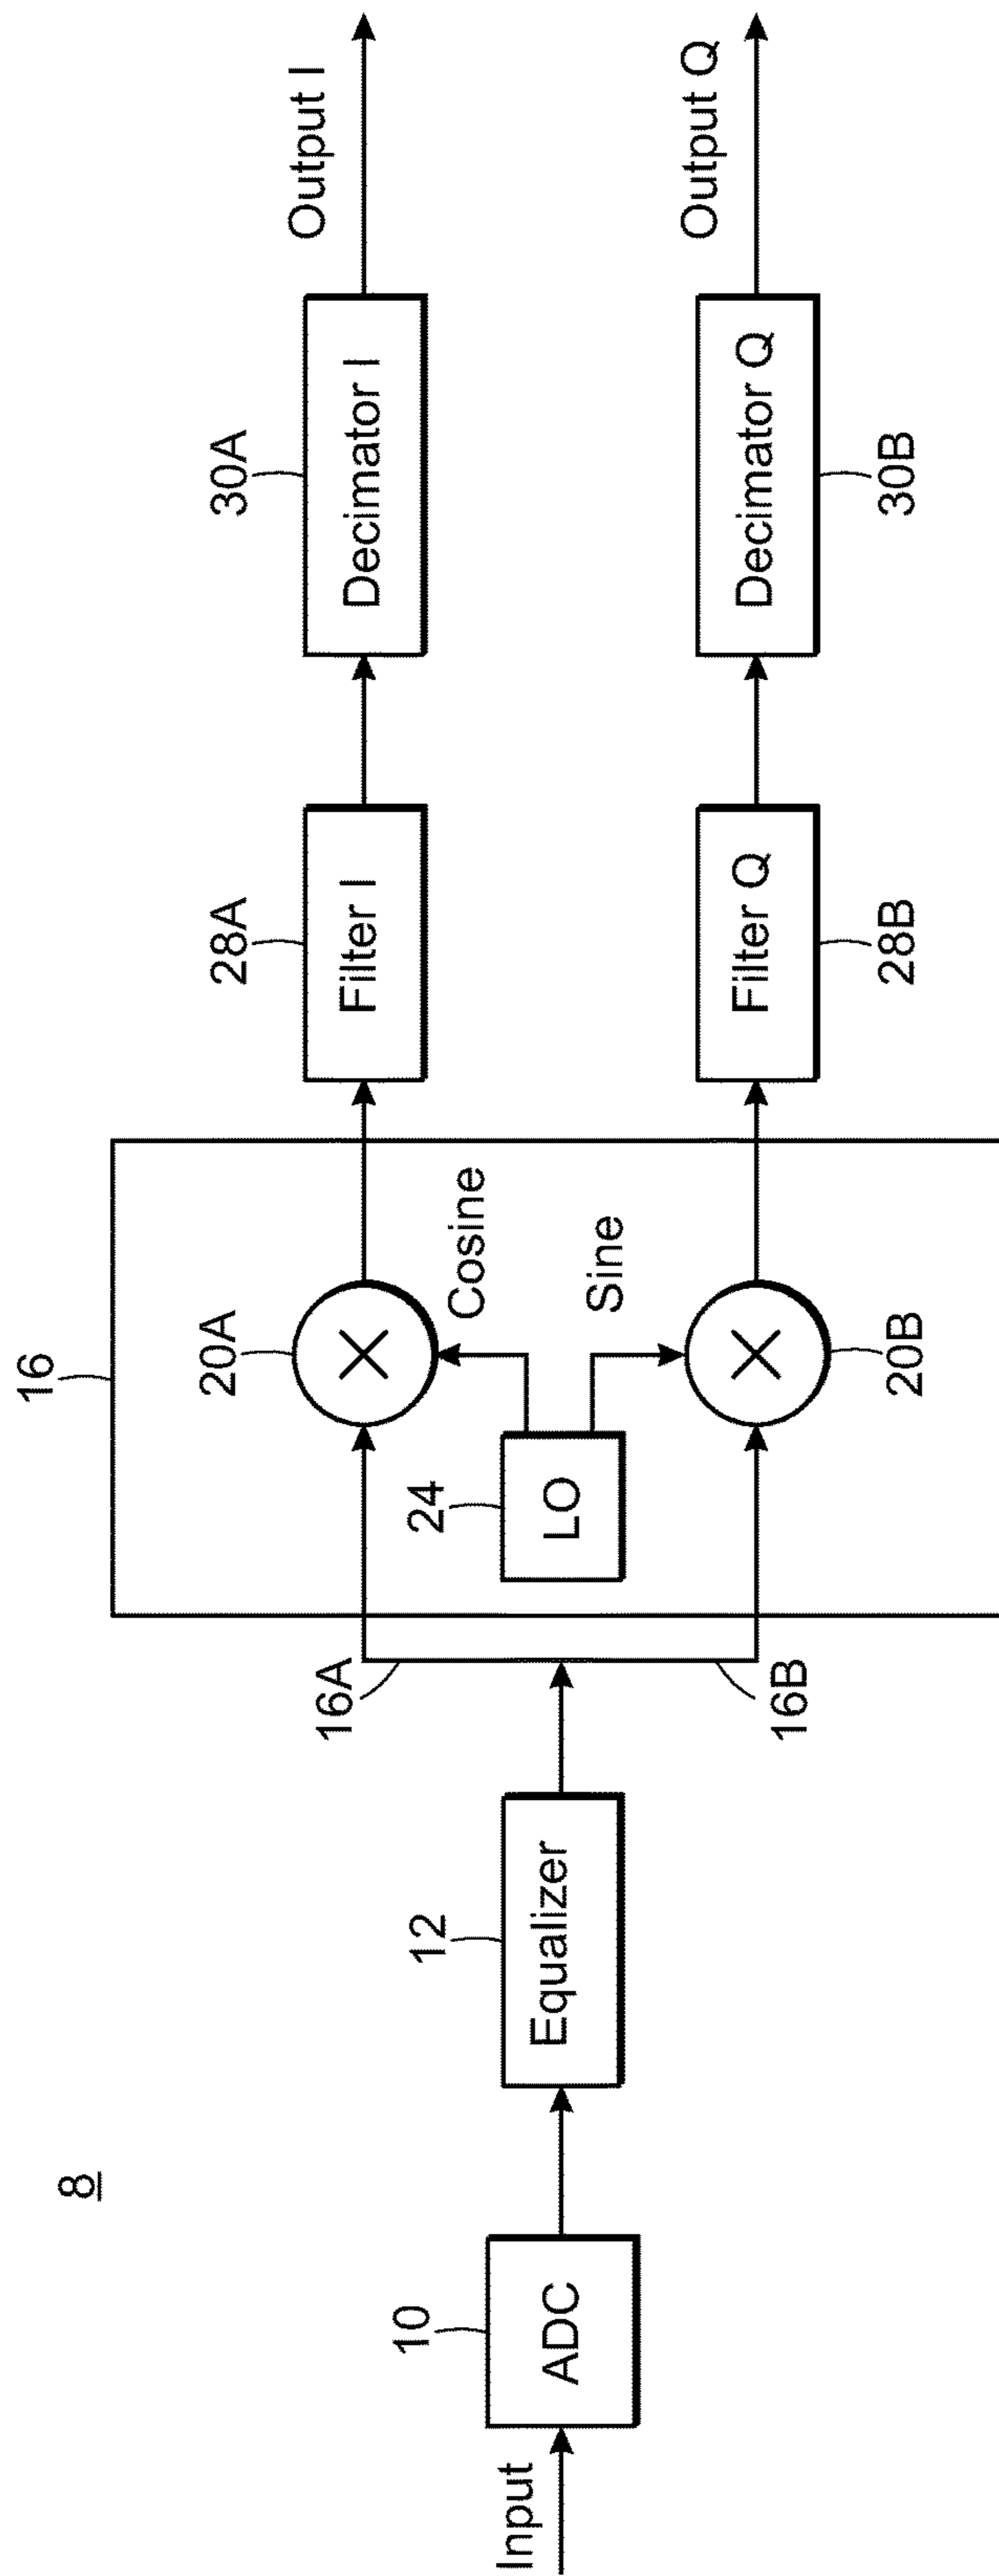 8
Input
10
ADC
12
Equalizer
16A
16B
16
24
LO
20A
Cosine
Sine
20B
28A
Filter I
Filter Q
28B
30A
Decimator I
Decimator Q
30B
Output I
Output Q